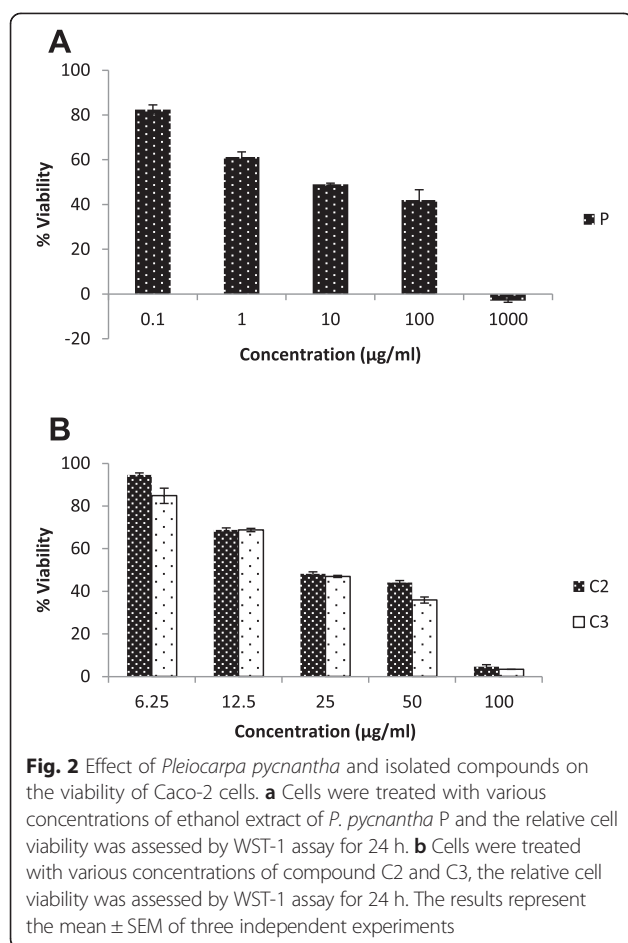 A
100
80
60
40
20
0
-20
% Viability
0.1 1 10 100 1000
Concentration (µg/ml)
P
B
100
80
60
40
20
0
% Viability
6.25 12.5 25 50 100
Concentration (µg/ml)
C2
C3
Fig. 2 Effect of Pleiocarpa pycnantha and isolated compounds on
the viability of Caco-2 cells. a Cells were treated with various
concentrations of ethanol extract of P. pycnantha P and the relative cell
viability was assessed by WST-1 assay for 24 h. b Cells were treated
with various concentrations of compound C2 and C3, the relative cell
viability was assessed by WST-1 assay for 24 h. The results represent
the mean ± SEM of three independent experiments